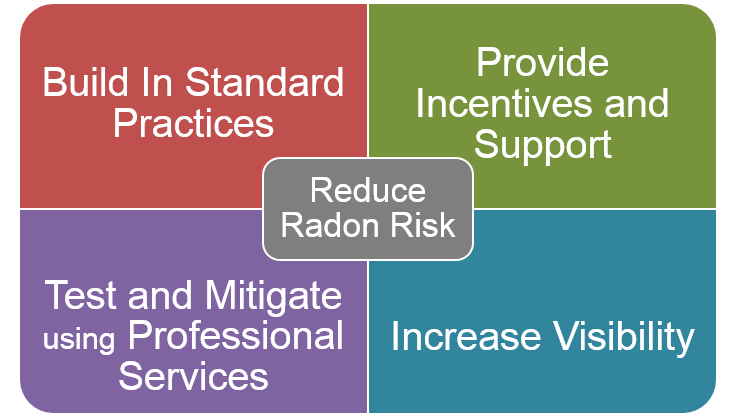 Build In Standard
Practices
Provide
Incentives and
Support
Reduce
Radon Risk
Test and Mitigate
using Professional
Services
Increase Visibility